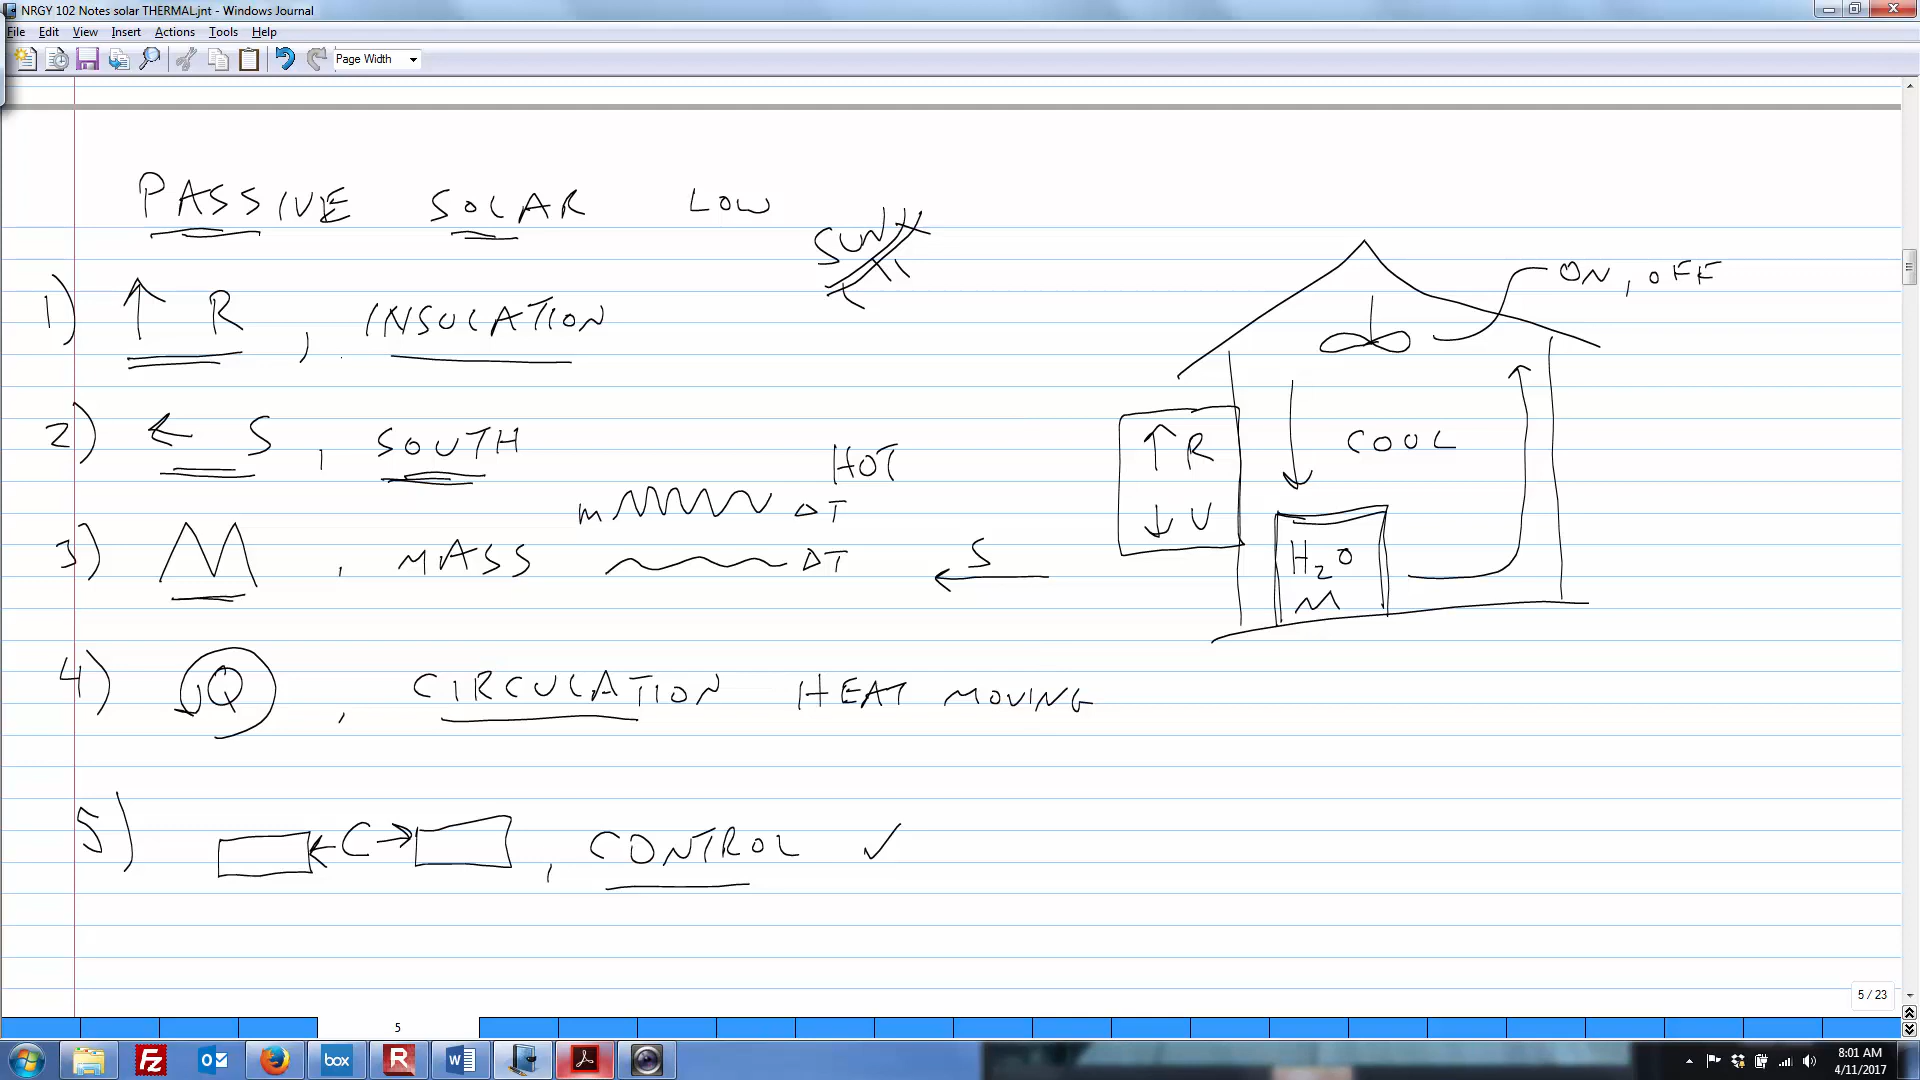 NRGY 102 Notes solar THERMAL.jnt - Windows Journal
File Edit View Insert Actions Tools Help
Page Width
PASSIVE SOLAR LOW
SUN
1) ↑ R , INSULATION
2) ← S , SOUTH
HOT
m ΔT
3) M , MASS ΔT
4) Q , CIRCULATION HEAT MOVING
5) ← C → , CONTROL ✓
ON, OFF
↑ R
↓ U
COOL
S
←
H2O
M
5 / 23
5
Fz
box
R
W
8:01 AM
4/11/2017